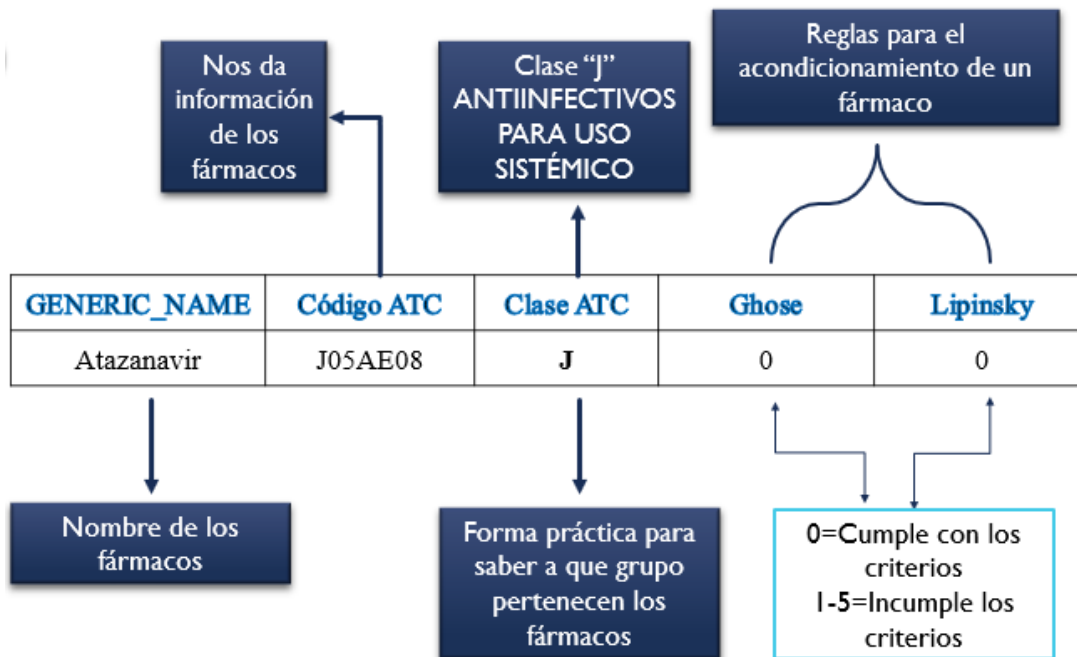 Nos da
información
de los
fármacos
Clase “J”
ANTIINFECTIVOS
PARA USO
SISTÉMICO
Reglas para el
acondicionamiento de un
fármaco
GENERIC_NAME Código ATC Clase ATC Ghose Lipinsky
Atazanavir J05AE08 J 0 0
Nombre de los
fármacos
Forma práctica para
saber a que grupo
pertenecen los
fármacos
0=Cumple con los
criterios
1-5=Incumple los
criterios